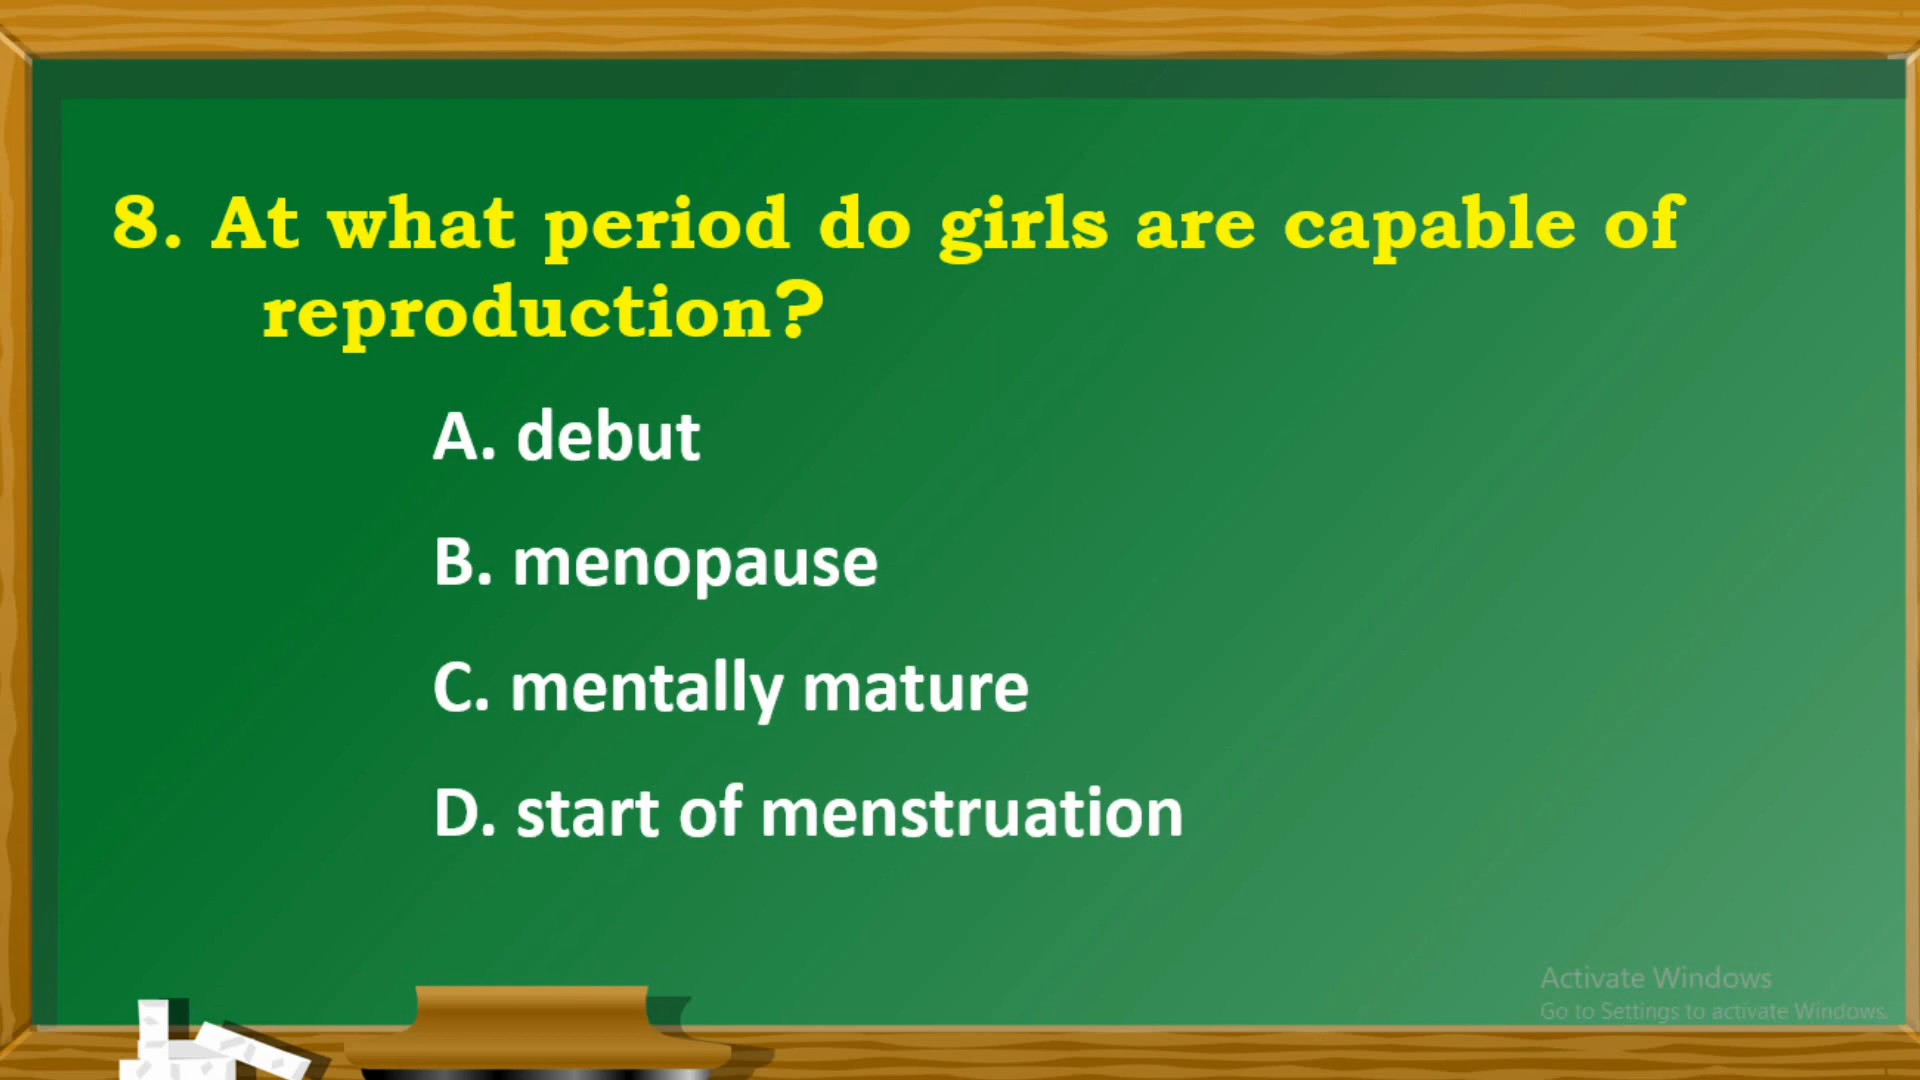 8. At what period do girls are capable of
reproduction?
A. debut
B. menopause
C. mentally mature
D. start of menstruation
Activate Windows
Go to Settings to activate Windows.